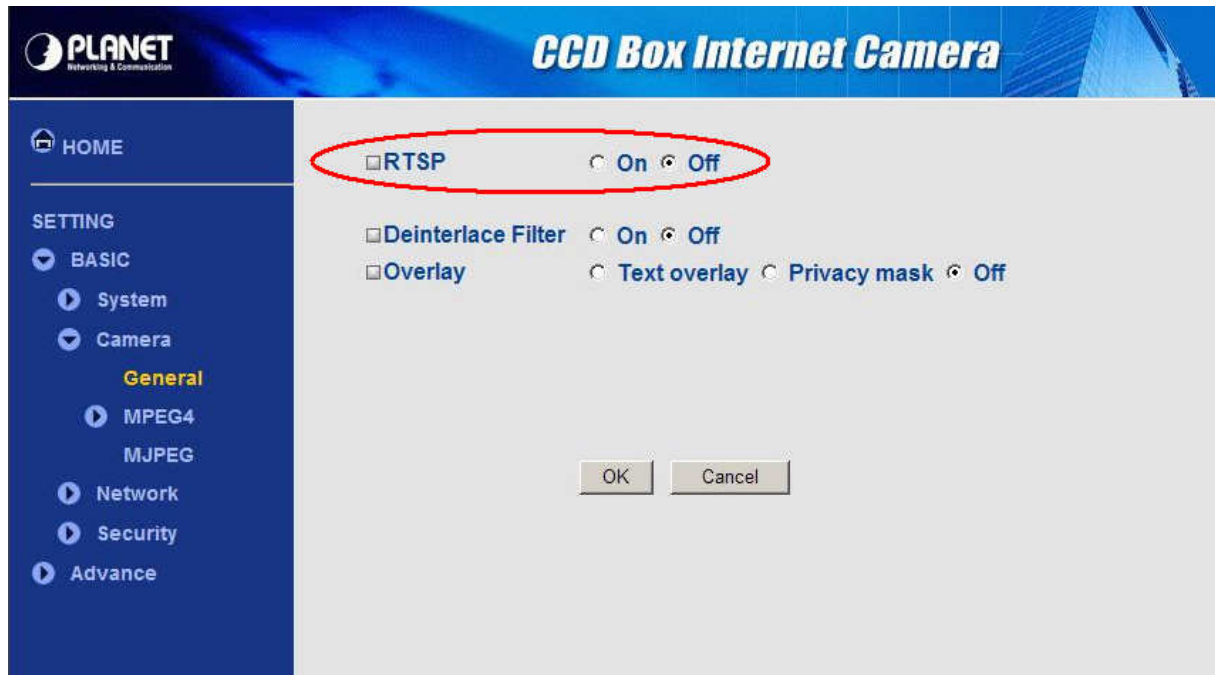 PLANET
Networking & Communication
CCD Box Internet Camera
HOME
SETTING
BASIC
System
Camera
General
MPEG4
MJPEG
Network
Security
Advance
RTSP On Off
Deinterlace Filter On Off
Overlay Text overlay Privacy mask Off
OK Cancel